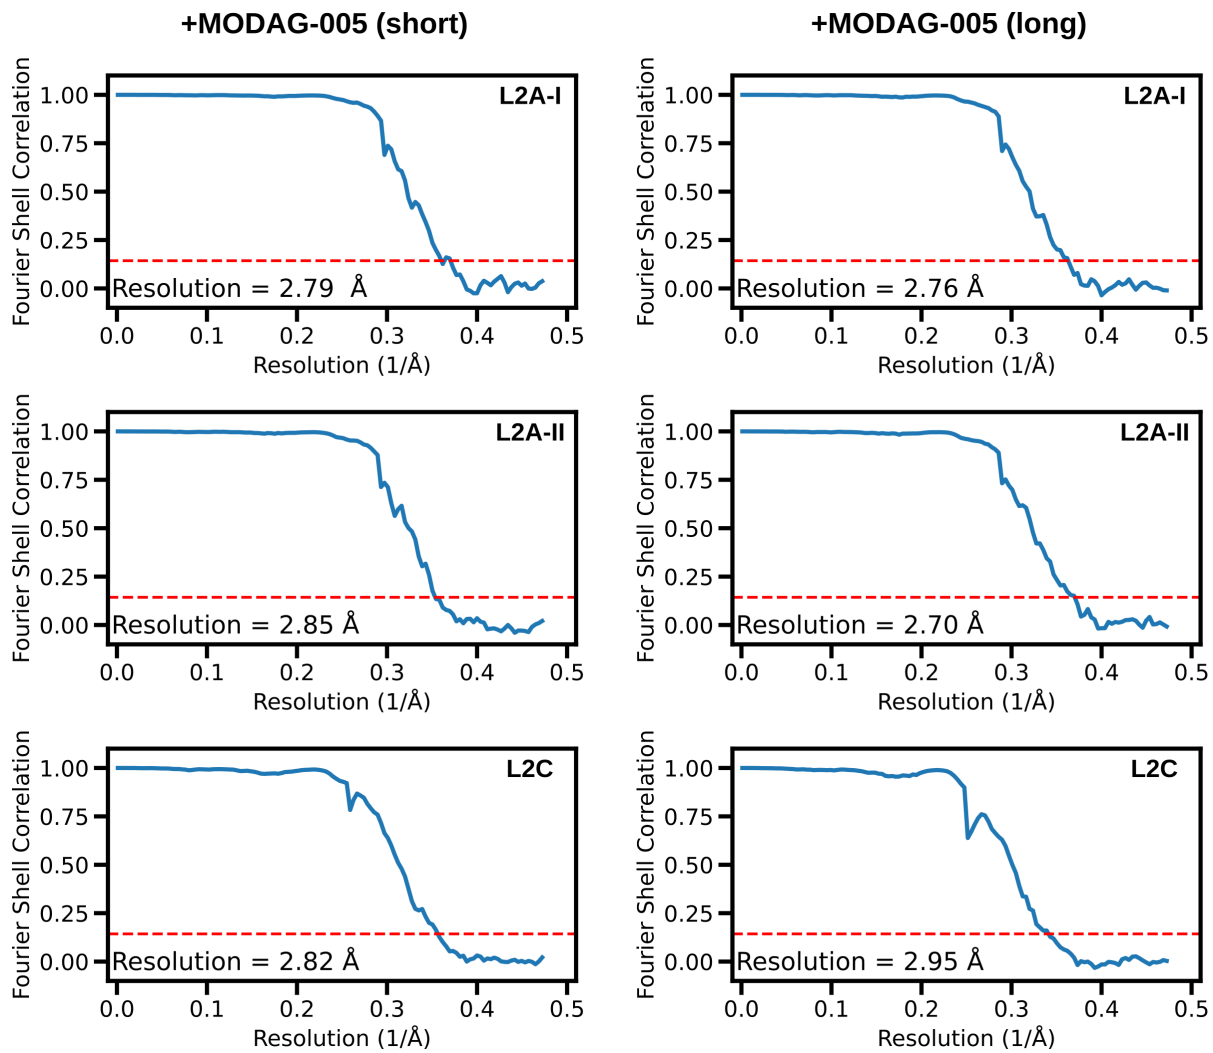 +MODAG-005 (short)
+MODAG-005 (long)
Fourier Shell Correlation
1.00
0.75
0.50
0.25
0.00
L2A-I
Resolution = 2.79 Å
0.0 0.1 0.2 0.3 0.4 0.5
Resolution (1/Å)
Fourier Shell Correlation
1.00
0.75
0.50
0.25
0.00
L2A-I
Resolution = 2.76 Å
0.0 0.1 0.2 0.3 0.4 0.5
Resolution (1/Å)
Fourier Shell Correlation
1.00
0.75
0.50
0.25
0.00
L2A-II
Resolution = 2.85 Å
0.0 0.1 0.2 0.3 0.4 0.5
Resolution (1/Å)
Fourier Shell Correlation
1.00
0.75
0.50
0.25
0.00
L2A-II
Resolution = 2.70 Å
0.0 0.1 0.2 0.3 0.4 0.5
Resolution (1/Å)
Fourier Shell Correlation
1.00
0.75
0.50
0.25
0.00
L2C
Resolution = 2.82 Å
0.0 0.1 0.2 0.3 0.4 0.5
Resolution (1/Å)
Fourier Shell Correlation
1.00
0.75
0.50
0.25
0.00
L2C
Resolution = 2.95 Å
0.0 0.1 0.2 0.3 0.4 0.5
Resolution (1/Å)